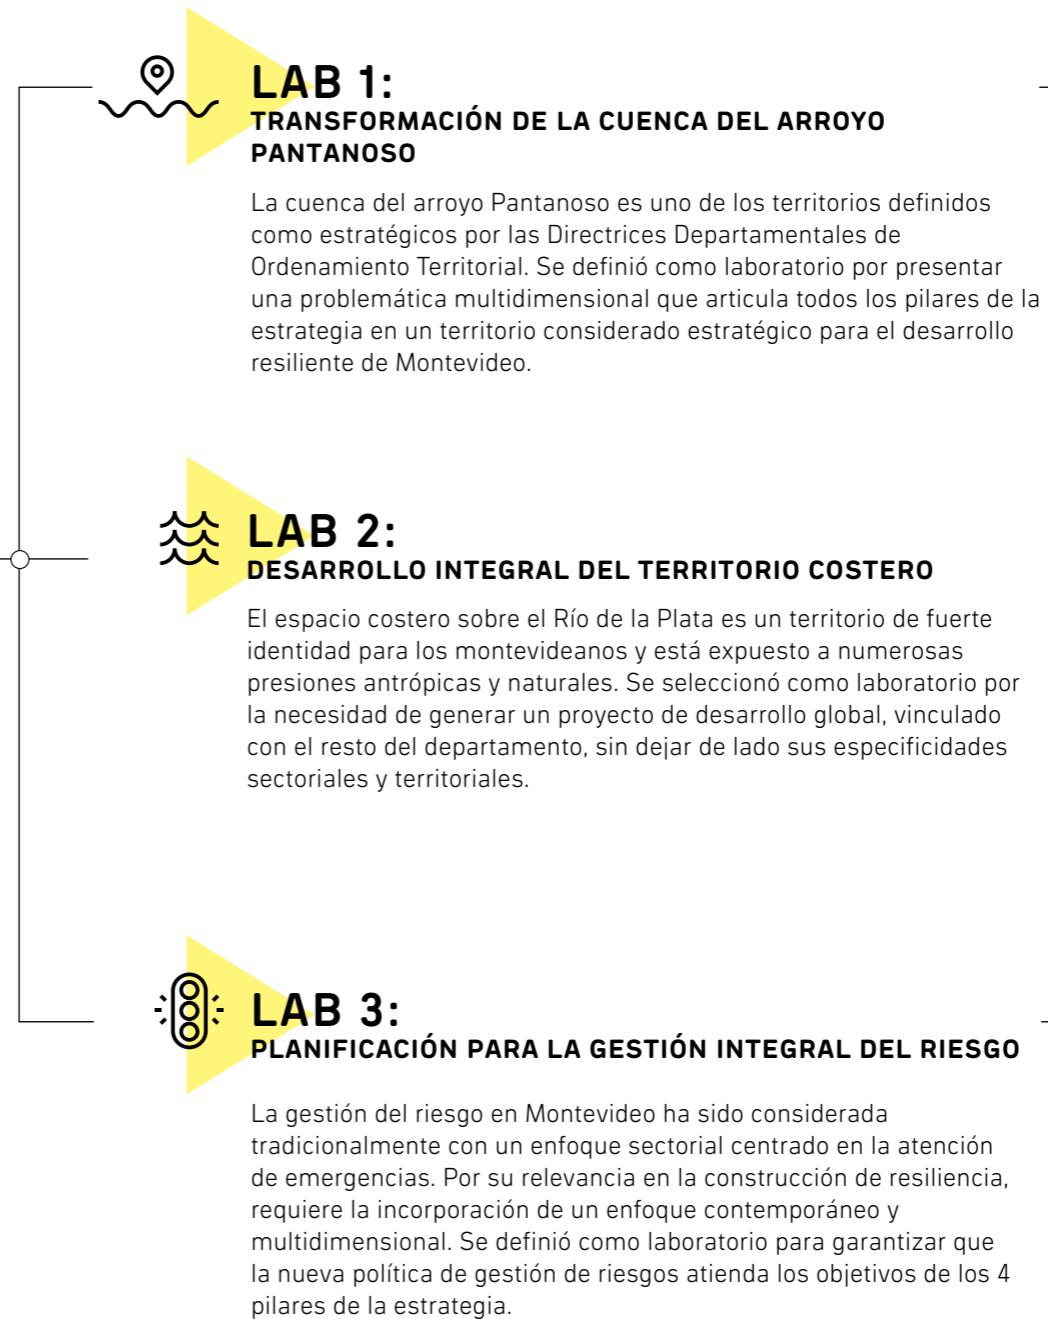 LAB 1:
TRANSFORMACIÓN DE LA CUENCA DEL ARROYO
PANTANOSO
La cuenca del arroyo Pantanoso es uno de los territorios definidos
como estratégicos por las Directrices Departamentales de
Ordenamiento Territorial. Se definió como laboratorio por presentar
una problemática multidimensional que articula todos los pilares de la
estrategia en un territorio considerado estratégico para el desarrollo
resiliente de Montevideo.
LAB 2:
DESARROLLO INTEGRAL DEL TERRITORIO COSTERO
El espacio costero sobre el Río de la Plata es un territorio de fuerte
identidad para los montevideanos y está expuesto a numerosas
presiones antrópicas y naturales. Se seleccionó como laboratorio por
la necesidad de generar un proyecto de desarrollo global, vinculado
con el resto del departamento, sin dejar de lado sus especificidades
sectoriales y territoriales.
LAB 3:
PLANIFICACIÓN PARA LA GESTIÓN INTEGRAL DEL RIESGO
La gestión del riesgo en Montevideo ha sido considerada
tradicionalmente con un enfoque sectorial centrado en la atención
de emergencias. Por su relevancia en la construcción de resiliencia,
requiere la incorporación de un enfoque contemporáneo y
multidimensional. Se definió como laboratorio para garantizar que
la nueva política de gestión de riesgos atienda los objetivos de los 4
pilares de la estrategia.